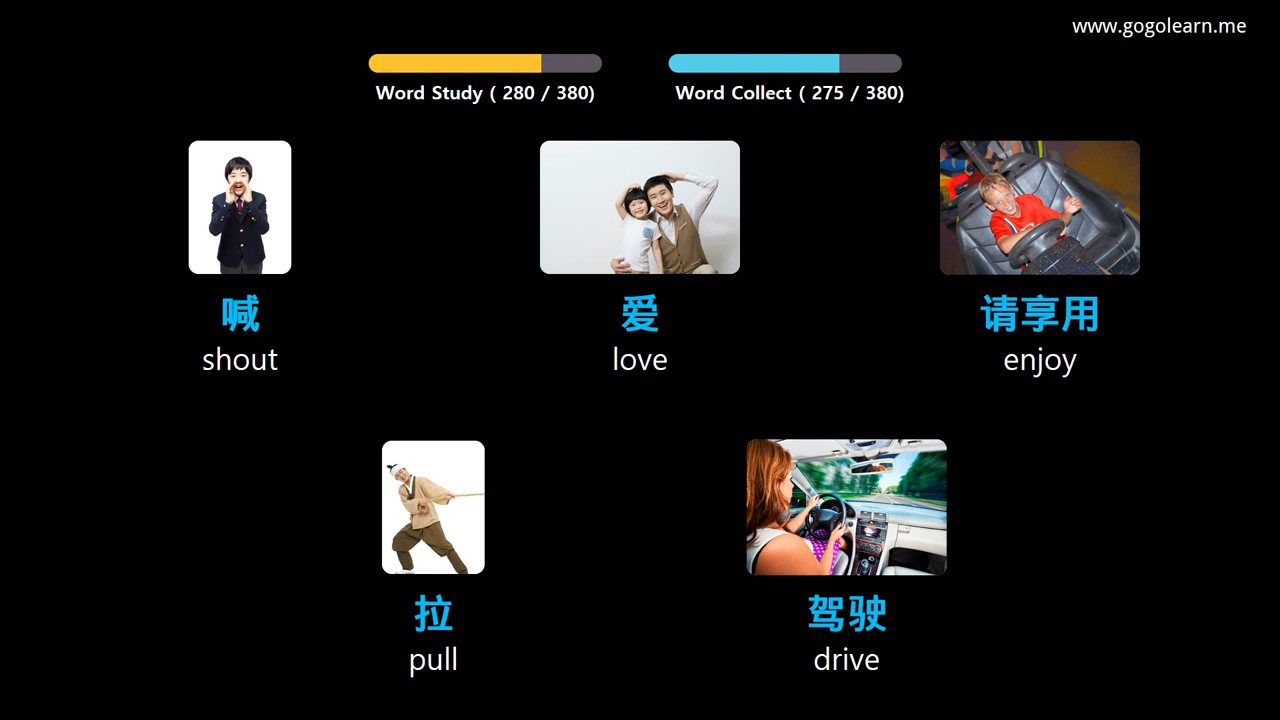 www.gogolearn.me
Word Study ( 280 / 380)
Word Collect ( 275 / 380)
喊
shout
爱
love
请享用
enjoy
拉
pull
驾驶
drive